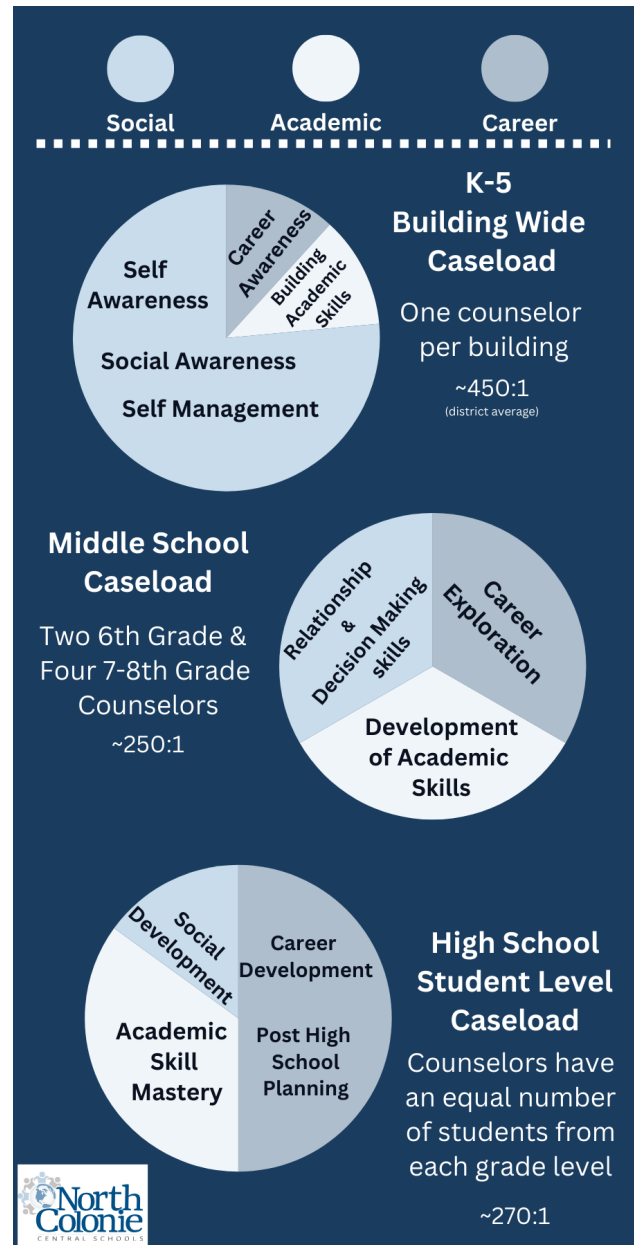 Social
Academic
Career
K-5
Building Wide
Caseload
One counselor
per building
~450:1
(district average)
Career
Awareness
Building
Academic
Skills
Self
Awareness
Social Awareness
Self Management
Middle School
Caseload
Two 6th Grade &
Four 7-8th Grade
Counselors
~250:1
Relationship
&
Decision Making
skills
Career
Exploration
Development
of Academic
Skills
Social
Development
Career
Development
Academic
Skill
Mastery
Post High
School
Planning
High School
Student Level
Caseload
Counselors have
an equal number
of students from
each grade level
~270:1
North
Colonie
CENTRAL SCHOOLS